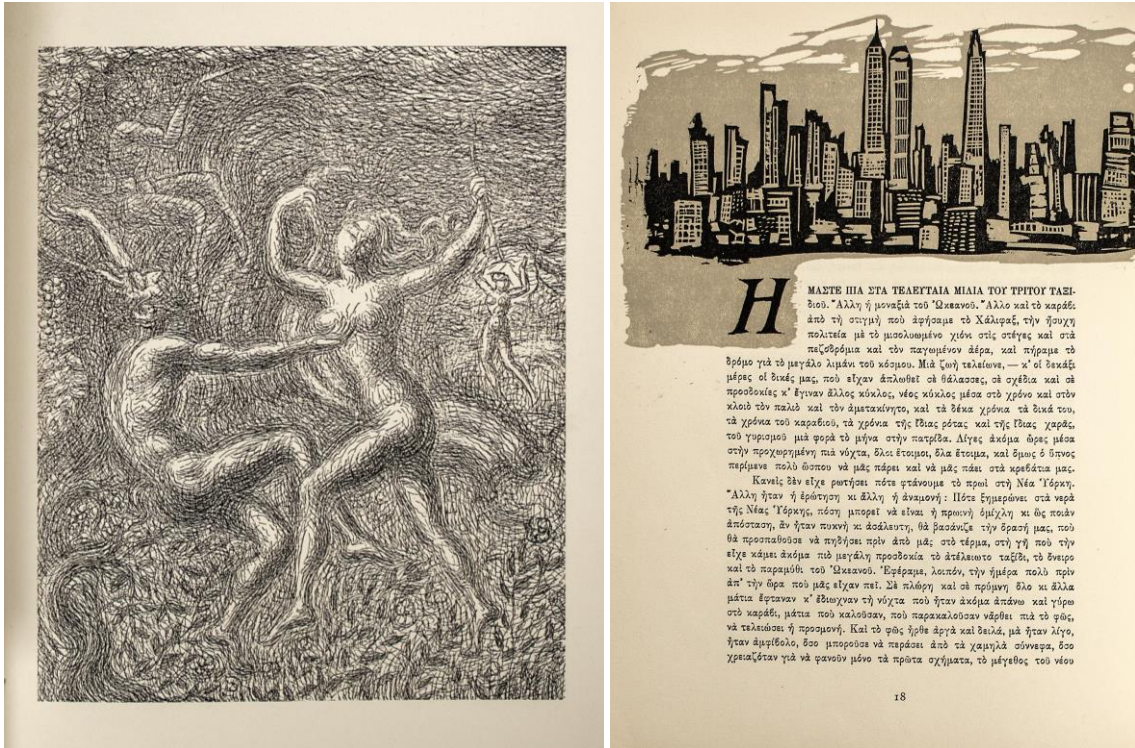 Η
ΜΑΣΤΕ ΠΙΑ ΣΤΑ ΤΕΛΕΥΤΑΙΑ ΜΙΛΙΑ ΤΟΥ ΤΡΙΤΟΥ ΤΑΞΙ-
διοῦ. Ἄλλη ἡ μοναξιὰ τοῦ Ὠκεανοῦ. Ἄλλο καὶ τὸ καράβι
ἀπὸ τὴ στιγμὴ ποὺ ἀφήσαμε τὸ Χάλιφαξ, τὴν ἥσυχη
πολιτεία μὲ τὸ μισολυωμένο χιόνι στὶς στέγες καὶ στὰ
πεζοδρόμια καὶ τὸν παγωμένον ἀέρα, καὶ πήραμε τὸ
δρόμο γιὰ τὸ μεγάλο λιμάνι τοῦ κόσμου. Μιὰ ζωὴ τελείωνε, — κ' οἱ δεκάξι
μέρες οἱ δικές μας, ποὺ εἶχαν ἁπλωθεῖ σὲ θάλασσες, σὲ σχέδια καὶ σὲ
προσδοκίες κ' ἔγιναν ἄλλος κύκλος, νέος κύκλος μέσα στὸ χρόνο καὶ στὸν
κλοιὸ τὸν παλιὸ καὶ τὸν ἀμετακίνητο, καὶ τὰ δέκα χρόνια τὰ δικά του,
τὰ χρόνια τοῦ καραβιοῦ, τὰ χρόνια τῆς ἴδιας ρότας καὶ τῆς ἴδιας χαρᾶς,
τοῦ γυρισμοῦ μιὰ φορὰ τὸ μήνα στὴν πατρίδα. Λίγες ἀκόμα ὧρες μέσα
στὴν προχωρημένη πιὰ νύχτα, ὅλοι ἕτοιμοι, ὅλα ἕτοιμα, καὶ ὅμως ὁ ὕπνος
περίμενε πολὺ ὥσπου νὰ μᾶς πάρει καὶ νὰ μᾶς πάει στὰ κρεβάτια μας.
Κανεὶς δὲν εἶχε ρωτήσει πότε φτάνουμε τὸ πρωὶ στὴ Νέα Ὑόρκη.
Ἄλλη ἦταν ἡ ἐρώτηση κι ἄλλη ἡ ἀναμονή : Πότε ξημερώνει στὰ νερὰ
τῆς Νέας Ὑόρκης, πόση μπορεῖ νὰ εἶναι ἡ πρωινὴ ὁμίχλη κι ὣς ποιὰν
ἀπόσταση, ἂν ἦταν πυκνὴ κι ἀσάλευτη, θὰ βασάνιζε τὴν ὅρασή μας, ποὺ
θὰ προσπαθοῦσε νὰ πηδήσει πρὶν ἀπὸ μᾶς στὸ τέρμα, στὴ γῆ ποὺ τὴν
εἶχε κάμει ἀκόμα πιὸ μεγάλη προσδοκία τὸ ἀτέλειωτο ταξίδι, τὸ ὄνειρο
καὶ τὸ παραμύθι τοῦ Ὠκεανοῦ. Ἐφέραμε, λοιπόν, τὴν ἡμέρα πολὺ πρὶν
ἀπ' τὴν ὥρα ποὺ μᾶς εἶχαν πεῖ. Σὲ πλώρη καὶ σὲ πρύμνη ὅλο κι ἄλλα
μάτια ἔφταναν κ' ἔδιωχναν τὴ νύχτα ποὺ ἦταν ἀκόμα ἀπάνω καὶ γύρω
στὸ καράβι, μάτια ποὺ καλοῦσαν, ποὺ παρακαλοῦσαν νἄρθει πιὰ τὸ φῶς,
νὰ τελειώσει ἡ προσμονή. Καὶ τὸ φῶς ἦρθε ἀργὰ καὶ δειλά, μὰ ἦταν λίγο,
ἦταν ἀμφίβολο, ὅσο μποροῦσε νὰ περάσει ἀπὸ τὰ χαμηλὰ σύννεφα, ὅσο
χρειαζόταν γιὰ νὰ φανοῦν μόνο τὰ πρῶτα σχήματα, τὸ μέγεθος τοῦ νέου
18